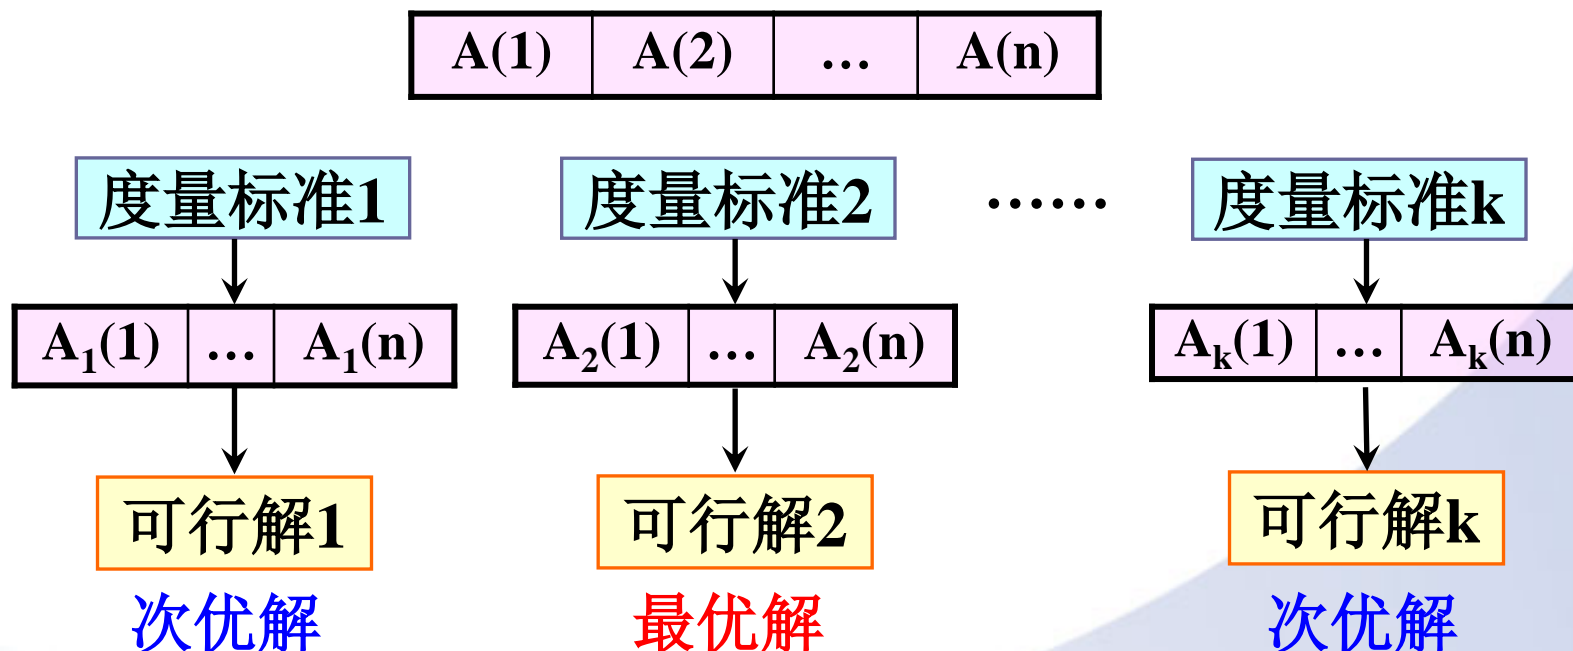 A(1) A(2) … A(n)
度量标准1 度量标准2 …… 度量标准k
A₁(1) … A₁(n) A₂(1) … A₂(n) Aₖ(1) … Aₖ(n)
可行解1 可行解2 可行解k
次优解 最优解 次优解